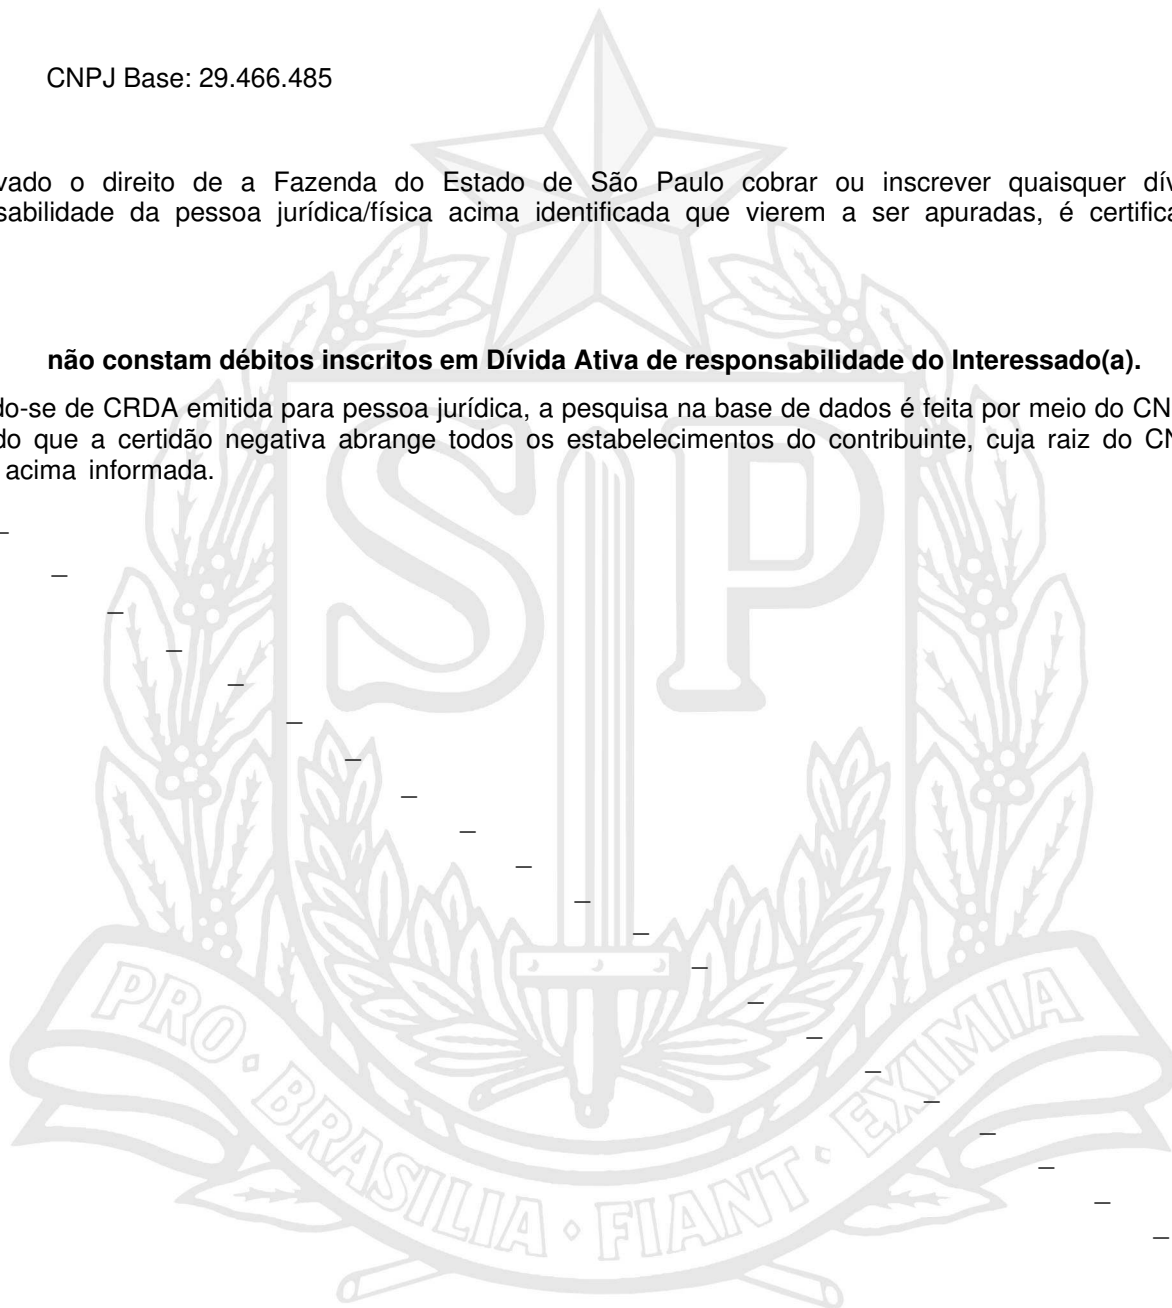 CNPJ Base: 29.466.485
vado o direito de a Fazenda do Estado de São Paulo cobrar ou inscrever quaisquer dív
sabilidade da pessoa jurídica/física acima identificada que vierem a ser apuradas, é certifica
não constam débitos inscritos em Dívida Ativa de responsabilidade do Interessado(a).
do-se de CRDA emitida para pessoa jurídica, a pesquisa na base de dados é feita por meio do CN
do que a certidão negativa abrange todos os estabelecimentos do contribuinte, cuja raiz do CN
acima informada.
SP
PRO · BRASILIA · FIANT · EXIMIA